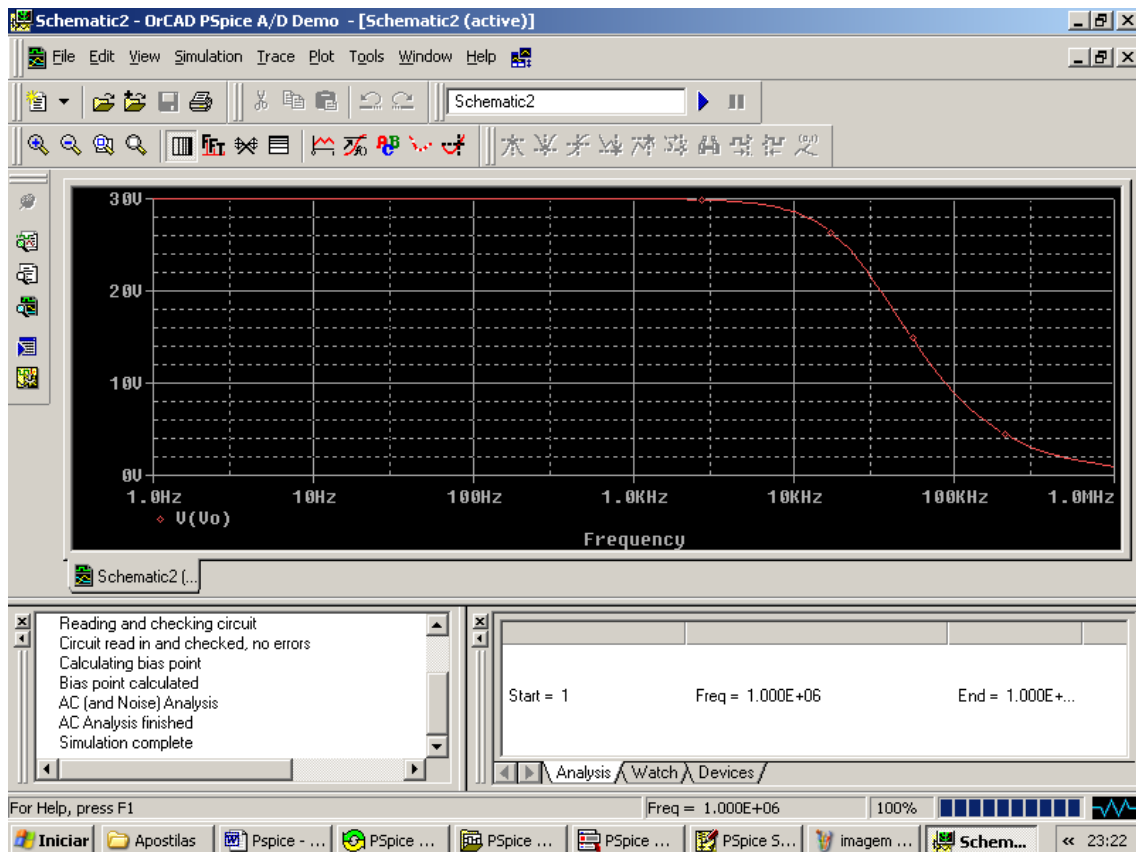 Schematic2 - OrCAD PSpice A/D Demo - [Schematic2 (active)]
File Edit View Simulation Trace Plot Tools Window Help
Schematic2
FFT
ABC
(0,0)
30V
20V
10V
0V
1.0Hz 10Hz 100Hz 1.0KHz 10KHz 100KHz 1.0MHz
V(Vo)
Frequency
Schematic2 (...
Reading and checking circuit
Circuit read in and checked, no errors
Calculating bias point
Bias point calculated
AC (and Noise) Analysis
AC Analysis finished
Simulation complete
Start = 1 Freq = 1.000E+06 End = 1.000E+...
Analysis Watch Devices
For Help, press F1 Freq = 1.000E+06 100%
Iniciar Apostilas Pspice - ... PSpice ... PSpice ... PSpice ... PSpice S... imagem ... Schem... « 23:22